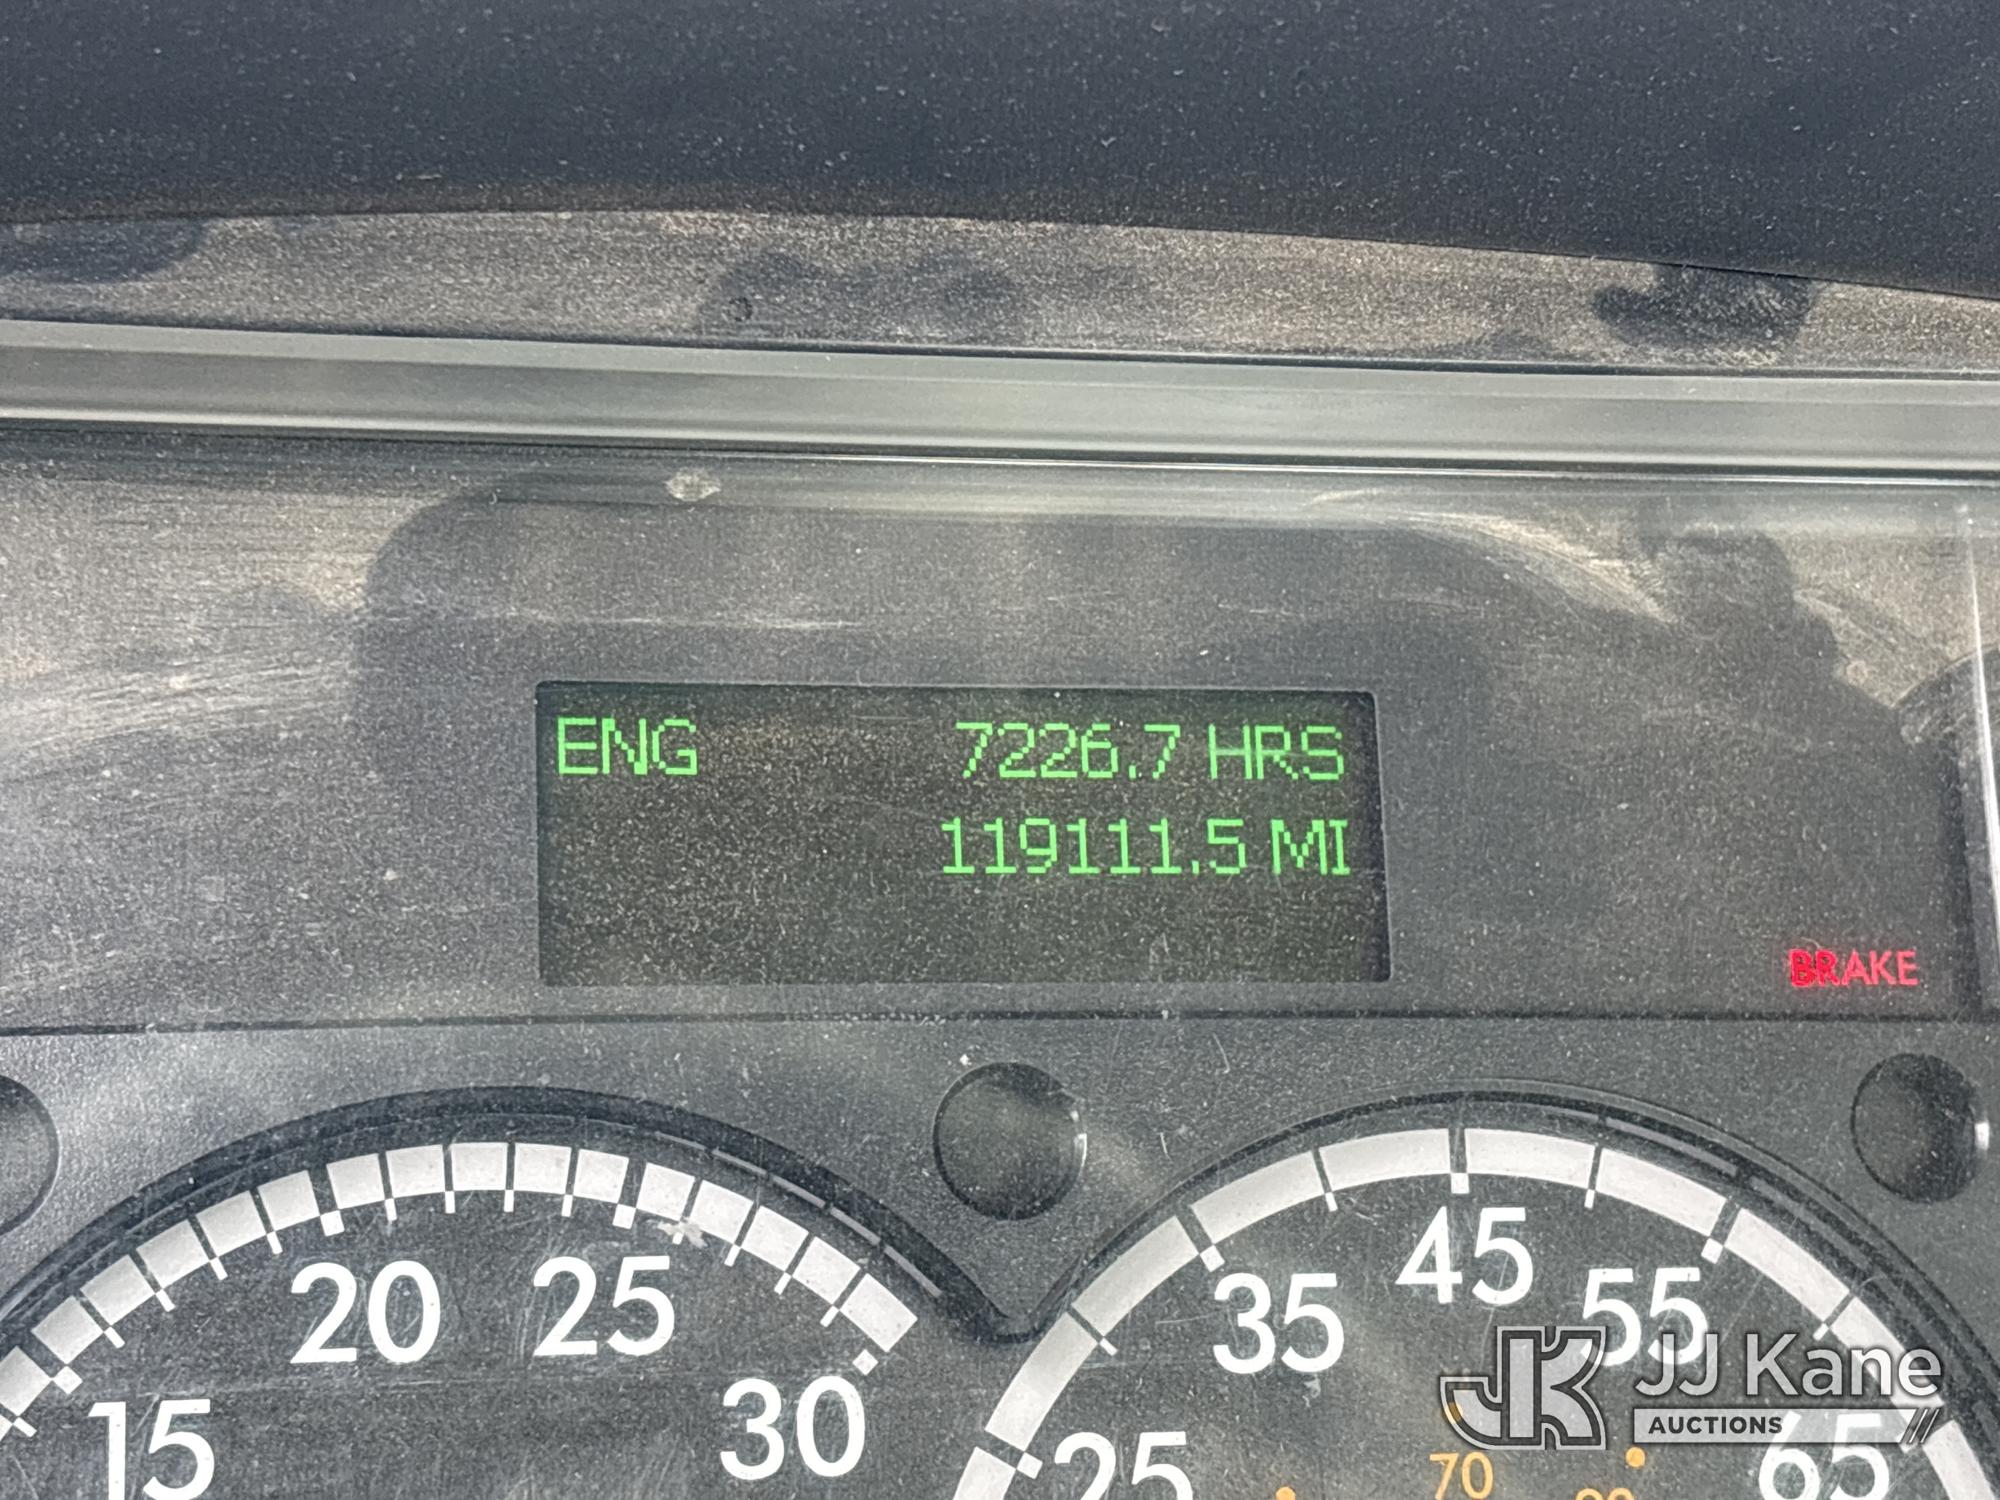 ENG 7226.7 HRS
119111.5 MI
BRAKE
15 20 25 30
25 35 45 55 65
70
JK JJ Kane
AUCTIONS